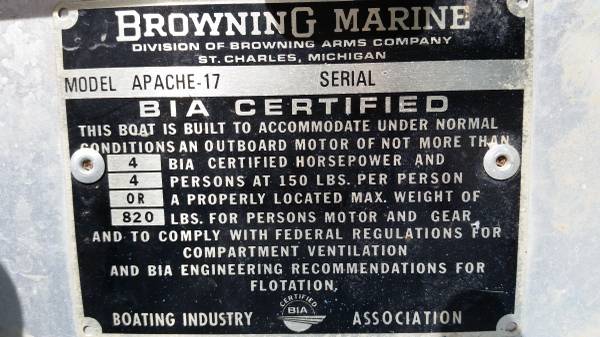 BROWNING MARINE
DIVISION OF BROWNING ARMS COMPANY
ST. CHARLES, MICHIGAN
MODEL APACHE-17 SERIAL
BIA CERTIFIED
THIS BOAT IS BUILT TO ACCOMMODATE UNDER NORMAL
CONDITIONS AN OUTBOARD MOTOR OF NOT MORE THAN
4 BIA CERTIFIED HORSEPOWER AND
4 PERSONS AT 150 LBS. PER PERSON
OR A PROPERLY LOCATED MAX. WEIGHT OF
820 LBS. FOR PERSONS MOTOR AND GEAR
AND TO COMPLY WITH FEDERAL REGULATIONS FOR
COMPARTMENT VENTILATION
AND BIA ENGINEERING RECOMMENDATIONS FOR
FLOTATION.
CERTIFIED
BIA
BOATING INDUSTRY ASSOCIATION